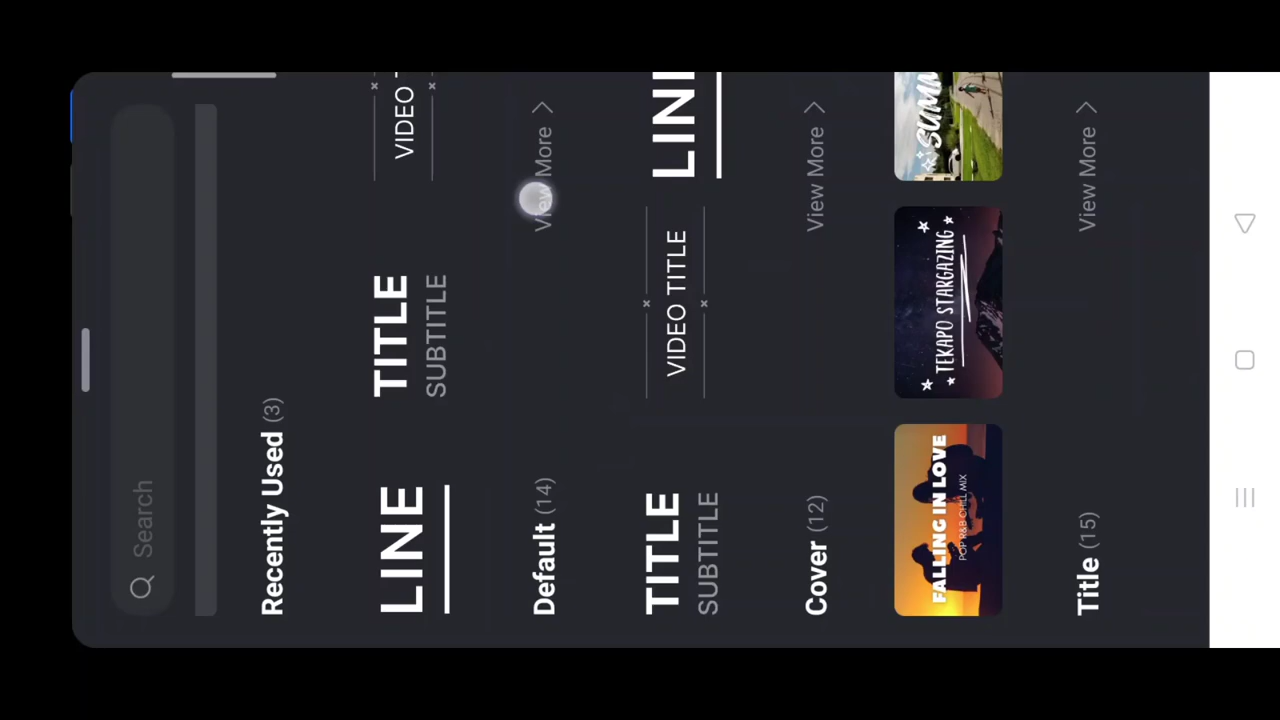 Search
Recently Used (3)
LINE
TITLE
SUBTITLE
VIDEO
Default (14)
View More
TITLE
SUBTITLE
VIDEO TITLE
LINE
Cover (12)
View More
FALLING IN LOVE
POP R&B CHILL MIX
TEKAPO STARGAZING
Title (15)
View More